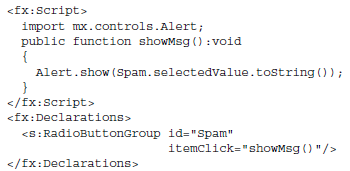 <fx:Script>
  import mx.controls.Alert;
  public function showMsg():void
  {
    Alert.show(Spam.selectedValue.toString());
  }
</fx:Script>
<fx:Declarations>
  <s:RadioButtonGroup id="Spam"
                      itemClick="showMsg()"/>
</fx:Declarations>